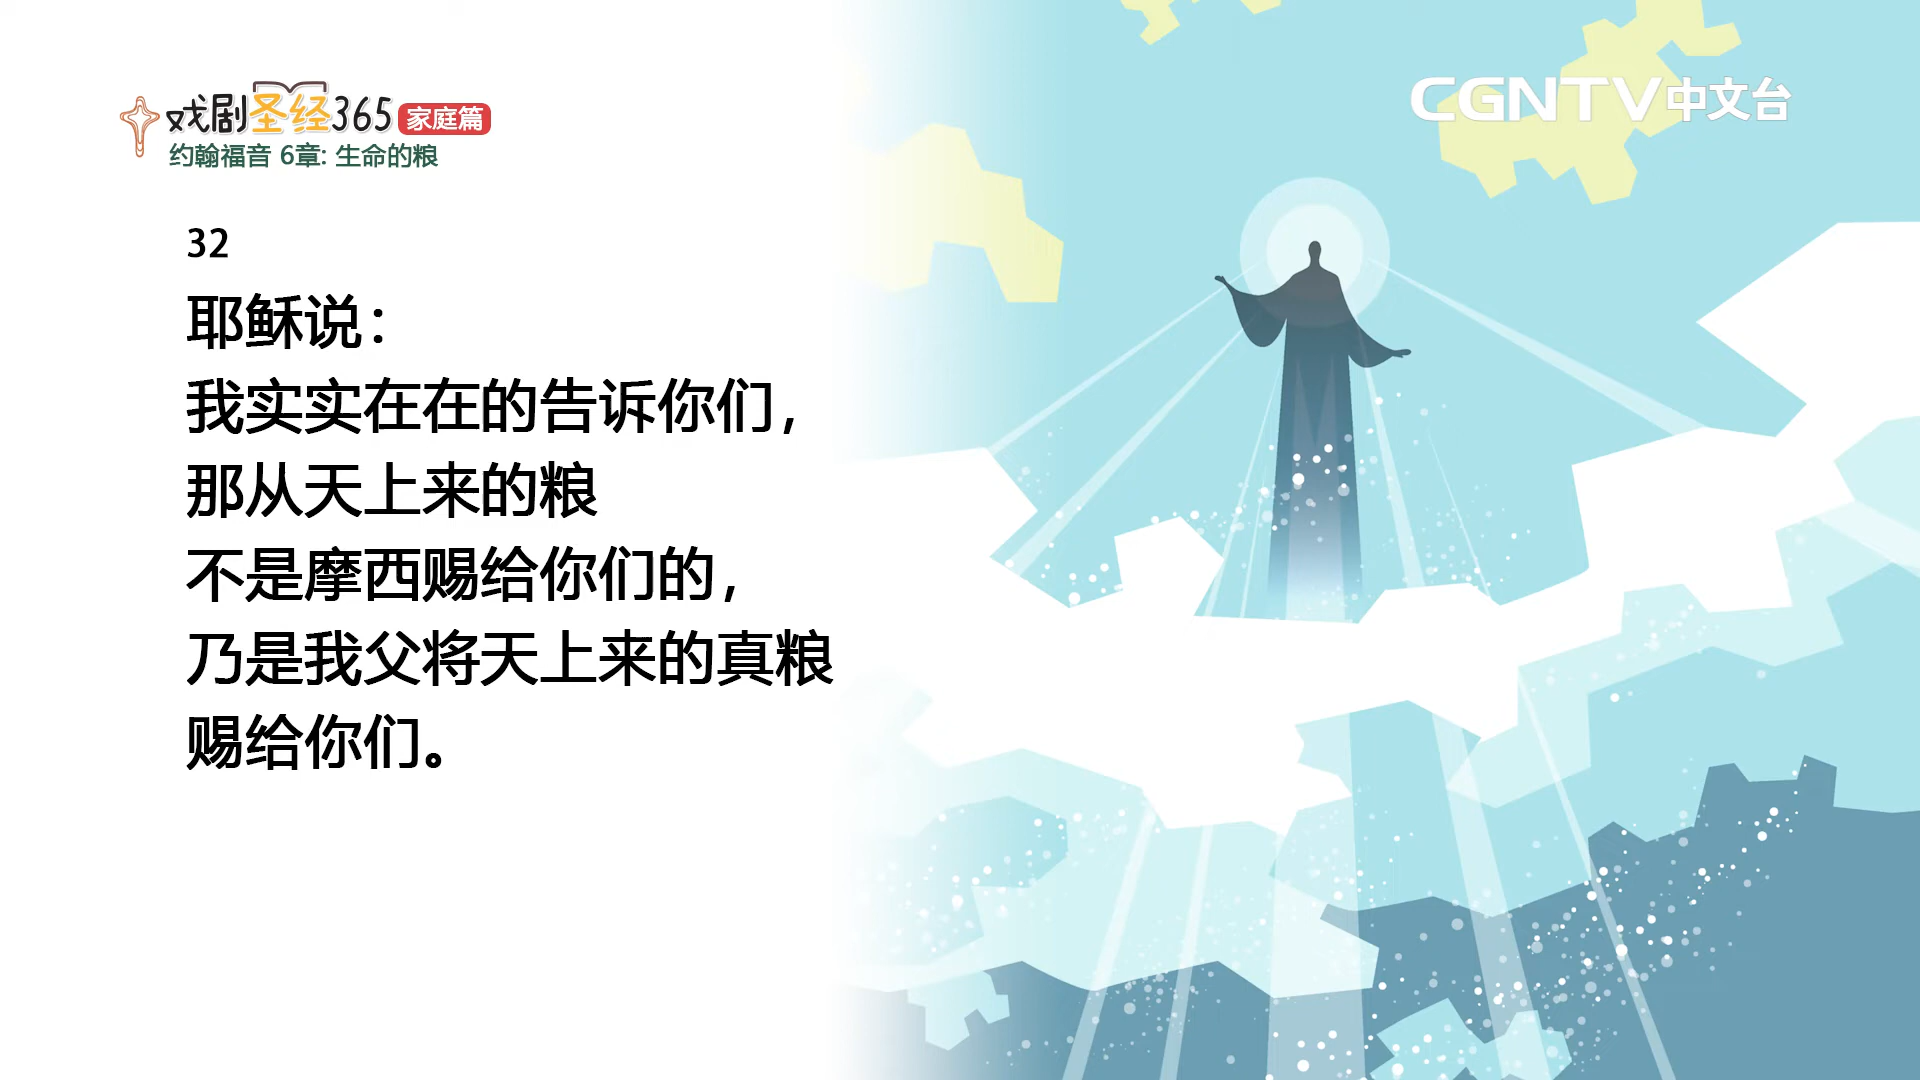 戏剧圣经365 家庭篇
CGNTV中文台
约翰福音 6章: 生命的粮
32
耶稣说：
我实实在在的告诉你们，
那从天上来的粮
不是摩西赐给你们的，
乃是我父将天上来的真粮
赐给你们。